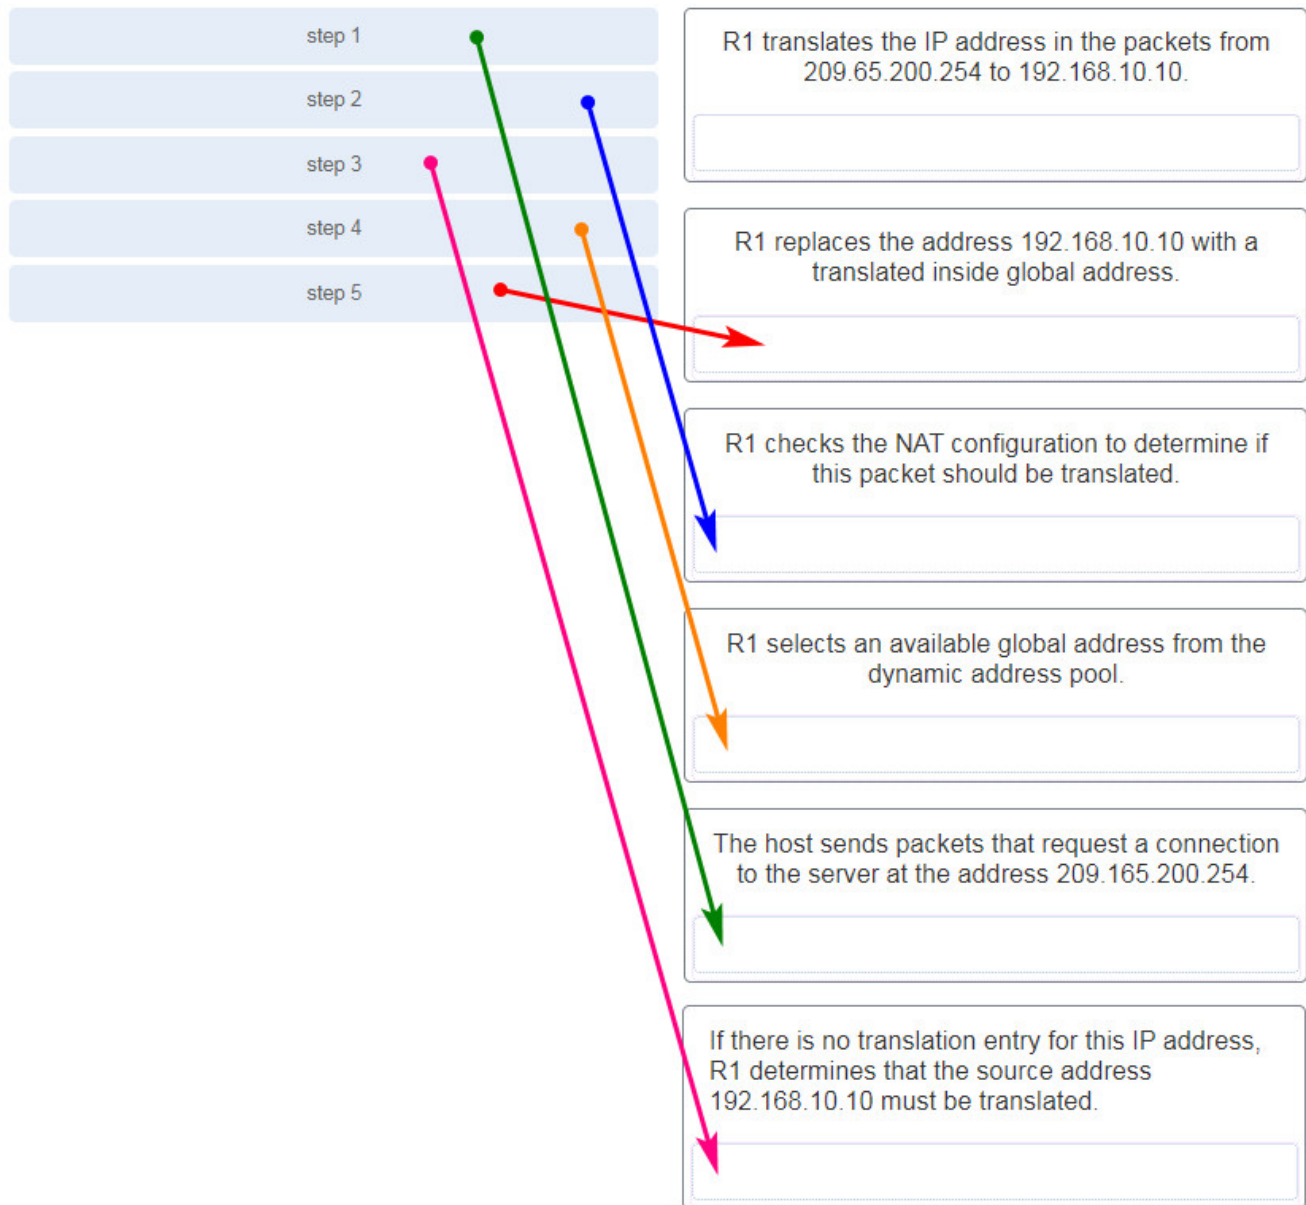 step 1
step 2
step 3
step 4
step 5
R1 translates the IP address in the packets from
209.65.200.254 to 192.168.10.10.
R1 replaces the address 192.168.10.10 with a
translated inside global address.
R1 checks the NAT configuration to determine if
this packet should be translated.
R1 selects an available global address from the
dynamic address pool.
The host sends packets that request a connection
to the server at the address 209.165.200.254.
If there is no translation entry for this IP address,
R1 determines that the source address
192.168.10.10 must be translated.